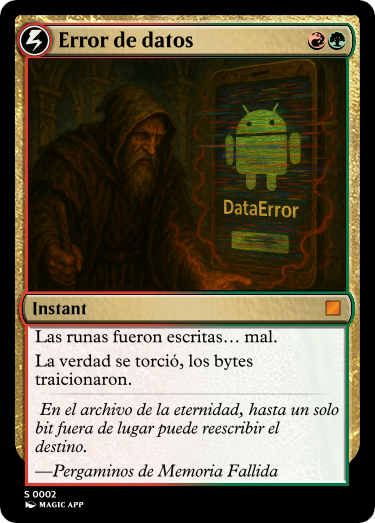 Error de datos
DataError
Instant
Las runas fueron escritas… mal.
La verdad se torció, los bytes
traicionaron.
En el archivo de la eternidad, hasta un solo
bit fuera de lugar puede reescribir el
destino.
—Pergaminos de Memoria Fallida
S 0002
MAGIC APP